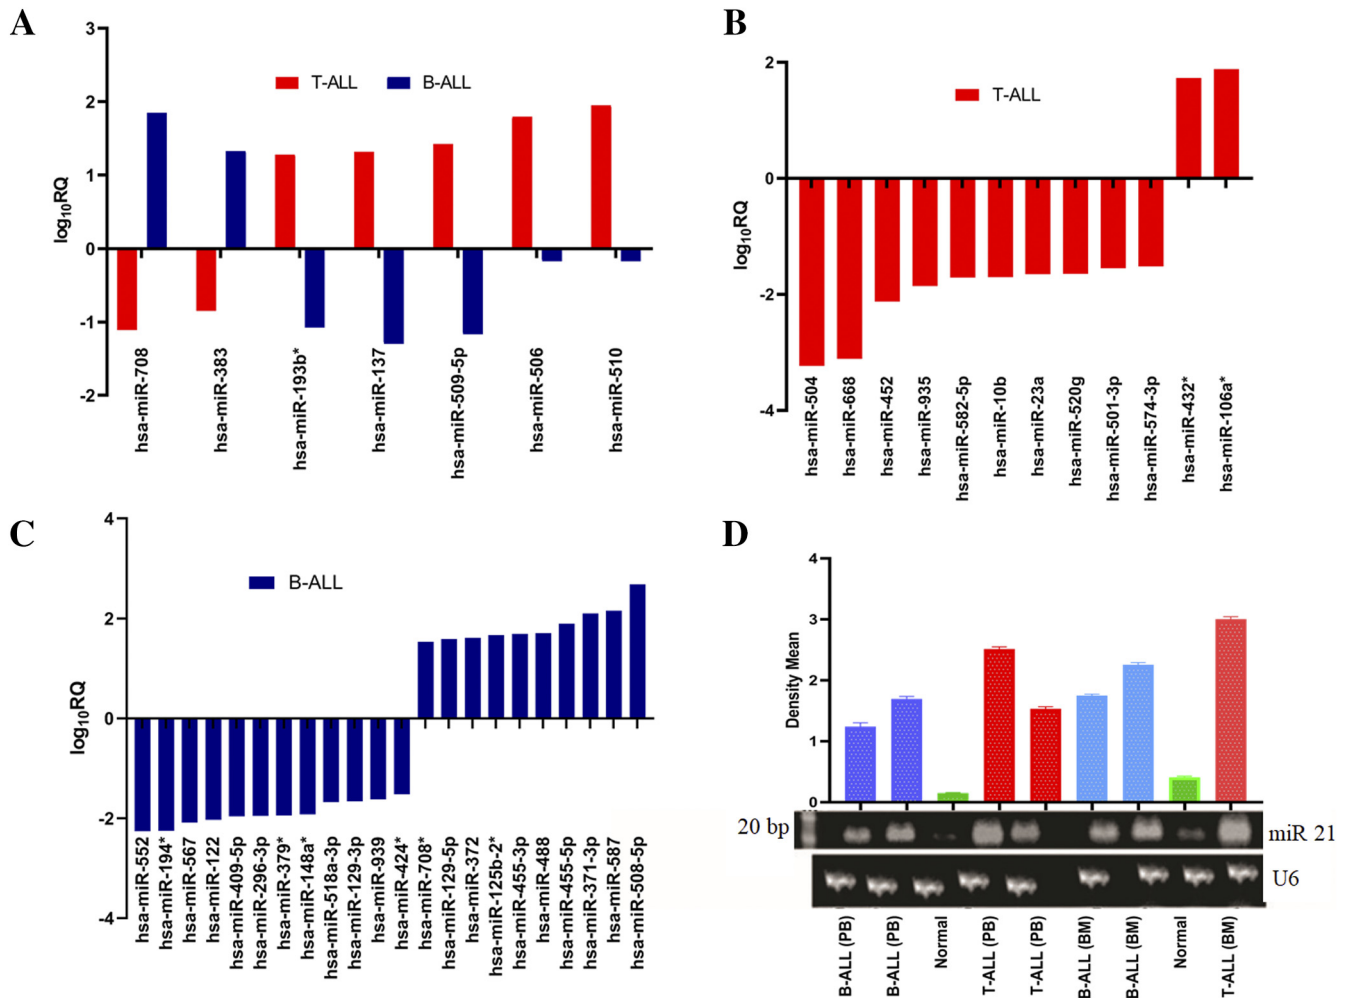 A
3
2
1
0
-1
-2
log10RQ
T-ALL
B-ALL
hsa-miR-708
hsa-miR-383
hsa-miR-193b*
hsa-miR-137
hsa-miR-509-5p
hsa-miR-506
hsa-miR-510
B
2
0
-2
-4
log10RQ
T-ALL
hsa-miR-504
hsa-miR-668
hsa-miR-452
hsa-miR-935
hsa-miR-582-5p
hsa-miR-10b
hsa-miR-23a
hsa-miR-520g
hsa-miR-501-3p
hsa-miR-574-3p
hsa-miR-432*
hsa-miR-106a*
C
4
2
0
-2
-4
log10RQ
B-ALL
hsa-miR-552
hsa-miR-194*
hsa-miR-567
hsa-miR-122
hsa-miR-409-5p
hsa-miR-296-3p
hsa-miR-379*
hsa-miR-148a*
hsa-miR-518a-3p
hsa-miR-129-3p
hsa-miR-939
hsa-miR-424*
hsa-miR-708*
hsa-miR-129-5p
hsa-miR-372
hsa-miR-125b-2*
hsa-miR-455-3p
hsa-miR-488
hsa-miR-455-5p
hsa-miR-371-3p
hsa-miR-587
hsa-miR-508-5p
D
4
3
2
1
0
Density Mean
20 bp
miR 21
U6
B-ALL (PB)
B-ALL (PB)
Normal
T-ALL (PB)
T-ALL (PB)
B-ALL (BM)
B-ALL (BM)
Normal
T-ALL (BM)